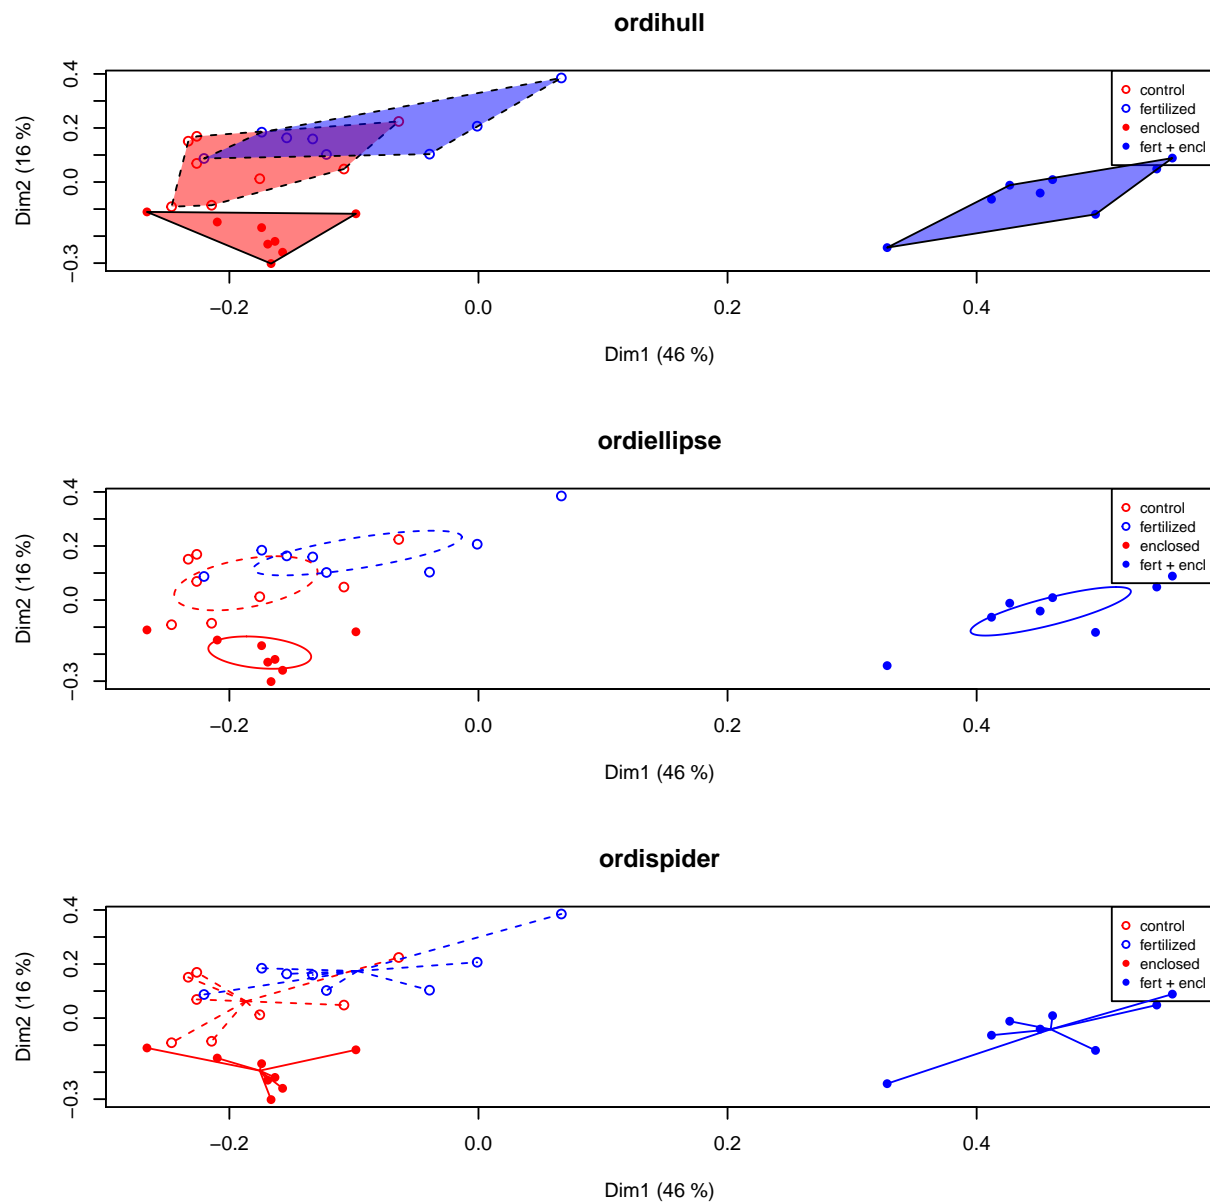 ordihull
0.4
0.2
0.0
−0.3
Dim2 (16 %)
control
fertilized
enclosed
fert + encl
−0.2 0.0 0.2 0.4
Dim1 (46 %)
ordiellipse
0.4
0.2
0.0
−0.3
Dim2 (16 %)
control
fertilized
enclosed
fert + encl
−0.2 0.0 0.2 0.4
Dim1 (46 %)
ordispider
0.4
0.2
0.0
−0.3
Dim2 (16 %)
control
fertilized
enclosed
fert + encl
−0.2 0.0 0.2 0.4
Dim1 (46 %)